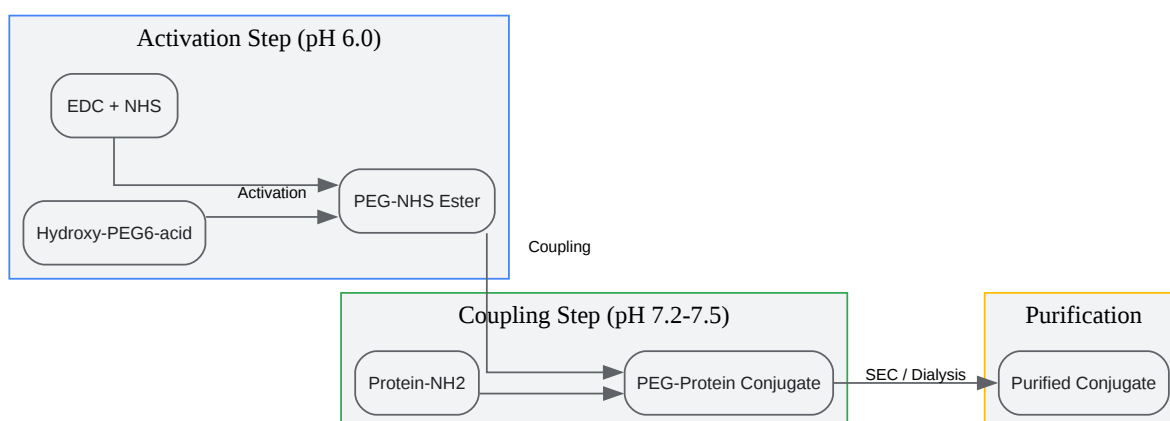 Activation Step (pH 6.0)
EDC + NHS
Activation
PEG-NHS Ester
Hydroxy-PEG6-acid
Coupling
Coupling Step (pH 7.2-7.5)
Protein-NH2
PEG-Protein Conjugate
SEC / Dialysis
Purification
Purified Conjugate